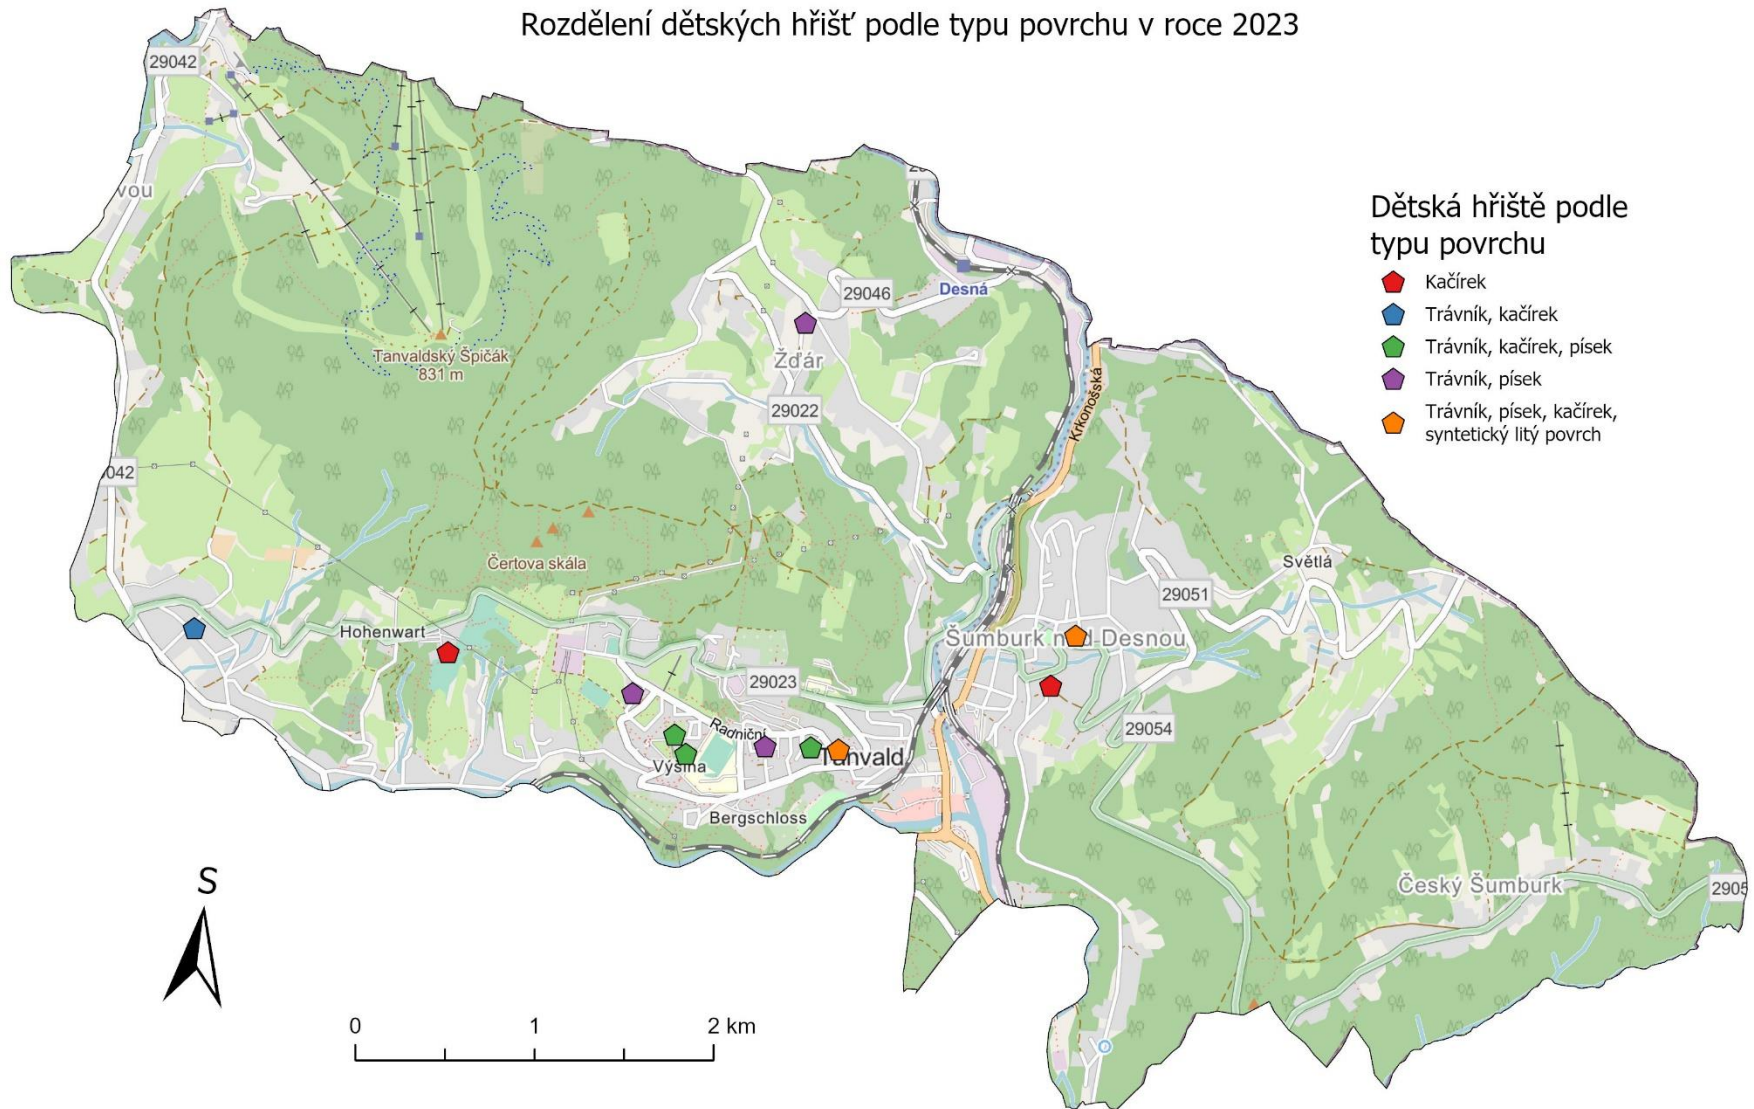 Rozdělení dětských hřišť podle typu povrchu v roce 2023
29042
vou
Dětská hřiště podle
typu povrchu
Kačírek
Trávník, kačírek
Trávník, kačírek, písek
Trávník, písek
Trávník, písek, kačírek,
syntetický litý povrch
29046
Desná
Tanvaldský Špičák
831 m
Žďár
29022
Krkonošská
042
Čertova skála
Světlá
29051
Hohenwart
Šumburk nad Desnou
29023
29054
Radniční
Tanvald
Výšina
Bergschloss
Český Šumburk
2905
S
0 1 2 km